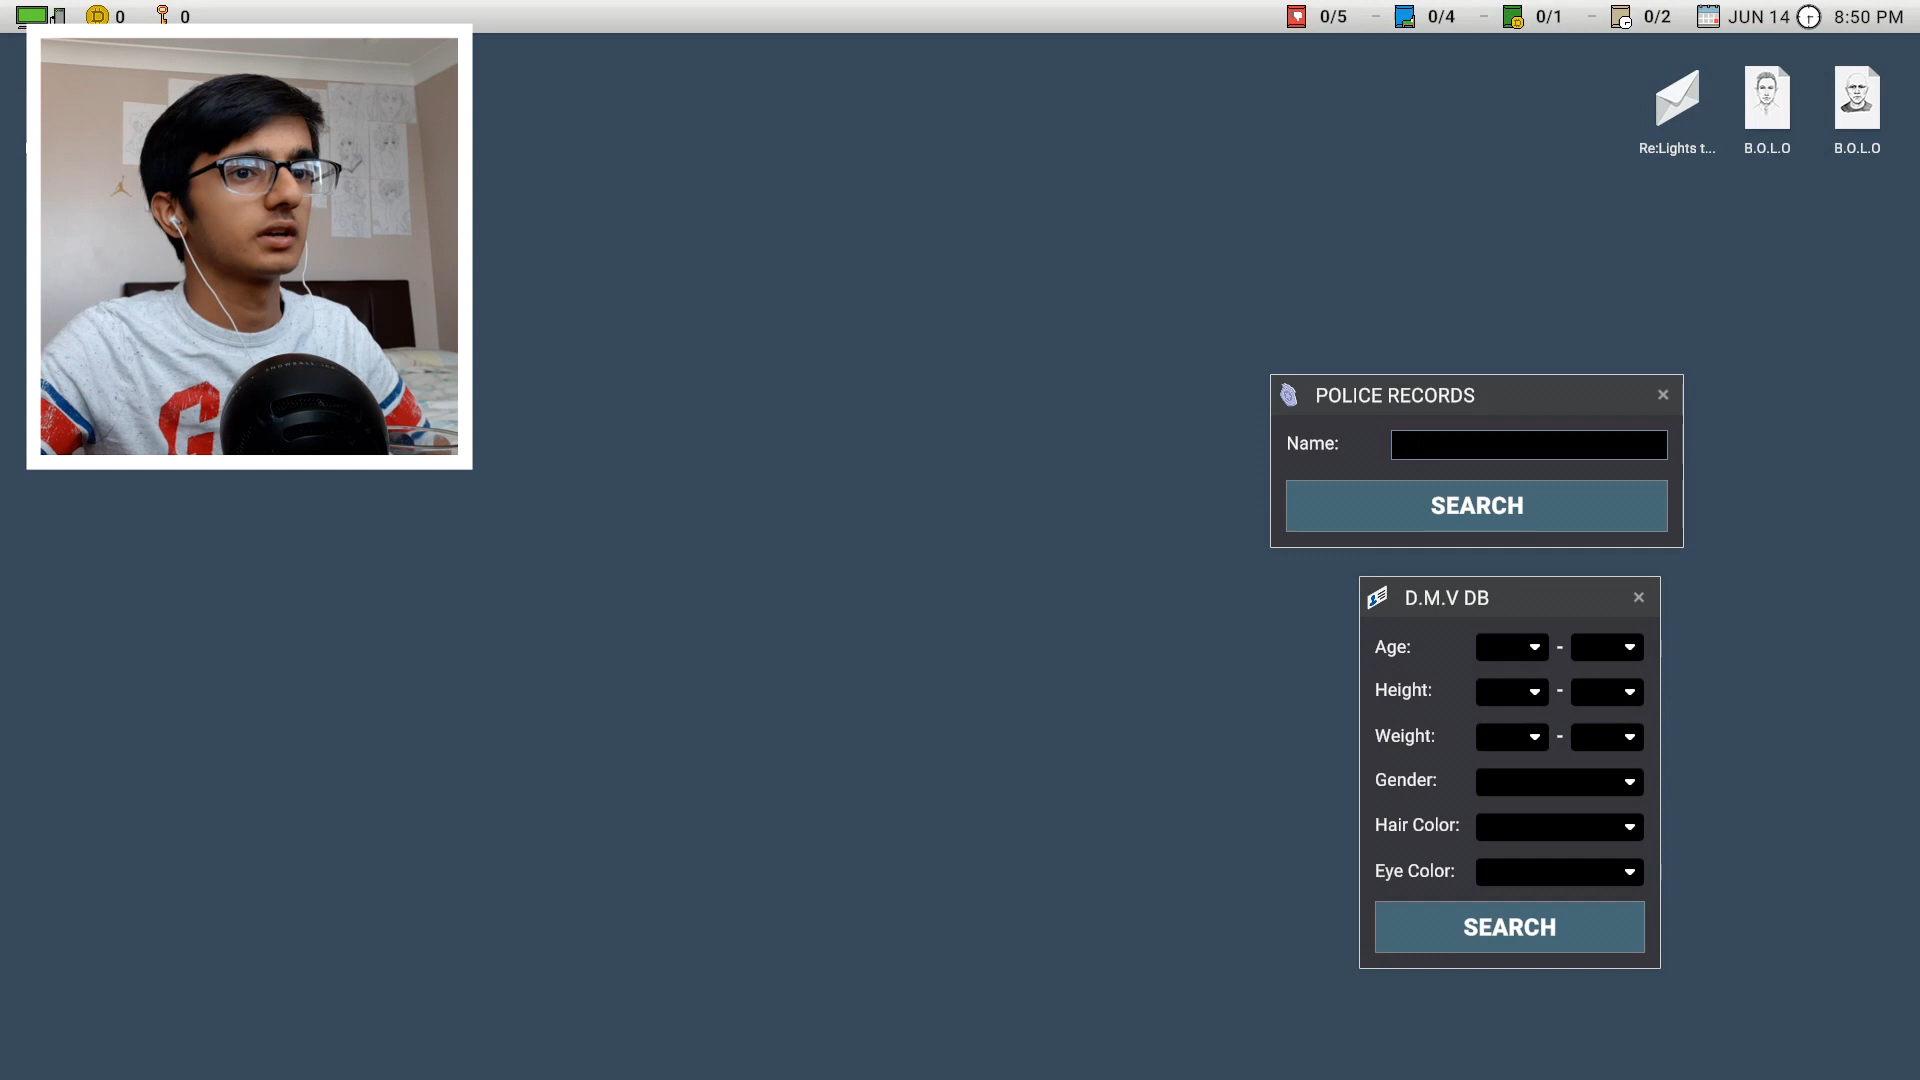 0
0
0/5
0/4
0/1
0/2
JUN 14
8:50 PM
Re:Lights t...
B.O.L.O
B.O.L.O
POLICE RECORDS
Name:
SEARCH
D.M.V DB
Age:
-
Height:
-
Weight:
-
Gender:
Hair Color:
Eye Color:
SEARCH